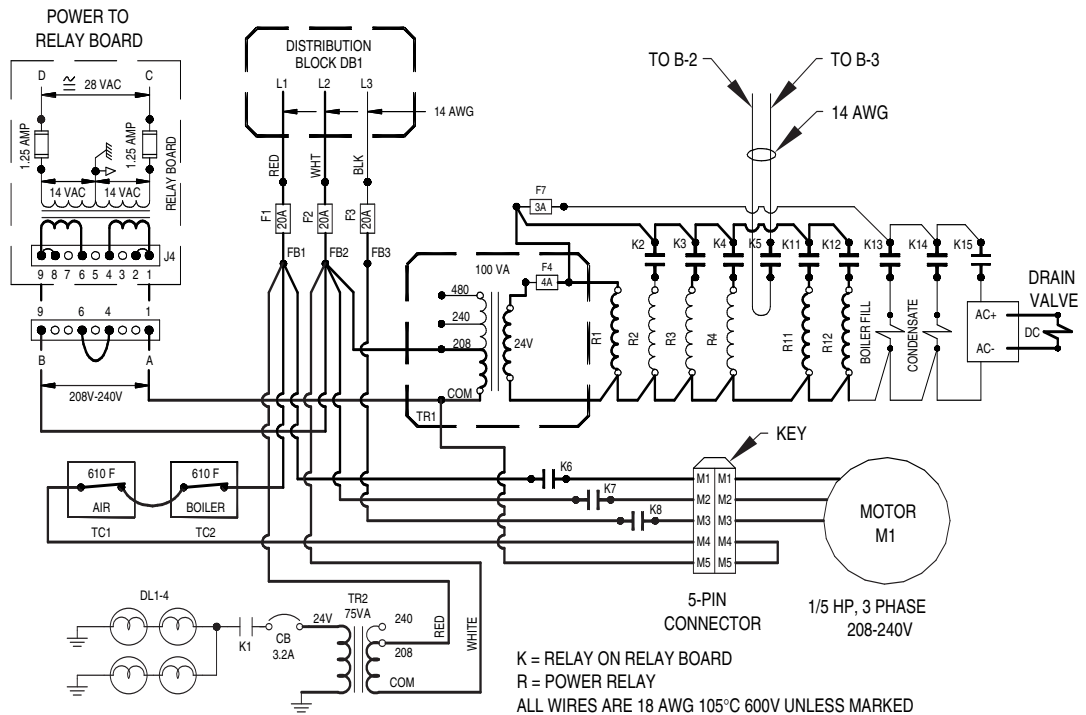 POWER TO
RELAY BOARD
D
C
≃ 28 VAC
1.25 AMP
1.25 AMP
RELAY BOARD
14 VAC
14 VAC
J4
9 8 7 6 5 4 3 2 1
9 6 4 1
B
A
208V-240V
DISTRIBUTION
BLOCK DB1
L1 L2 L3
14 AWG
RED
WHT
BLK
F1
20A
F2
20A
F3
20A
FB1
FB2
FB3
TO B-2
TO B-3
14 AWG
F7
3A
K2 K3 K4 K5 K11 K12 K13 K14 K15
100 VA
F4
4A
480
240
208
24V
COM
TR1
R1
R2
R3
R4
R11
R12
BOILER FILL
CONDENSATE
DRAIN
VALVE
AC+
AC-
DC
610 F
AIR
TC1
610 F
BOILER
TC2
K6
K7
K8
KEY
M1 M1
M2 M2
M3 M3
M4 M4
M5 M5
5-PIN
CONNECTOR
MOTOR
M1
1/5 HP, 3 PHASE
208-240V
DL1-4
K1
CB
3.2A
24V
TR2
75VA
240
208
COM
RED
WHITE
K = RELAY ON RELAY BOARD
R = POWER RELAY
ALL WIRES ARE 18 AWG 105°C 600V UNLESS MARKED